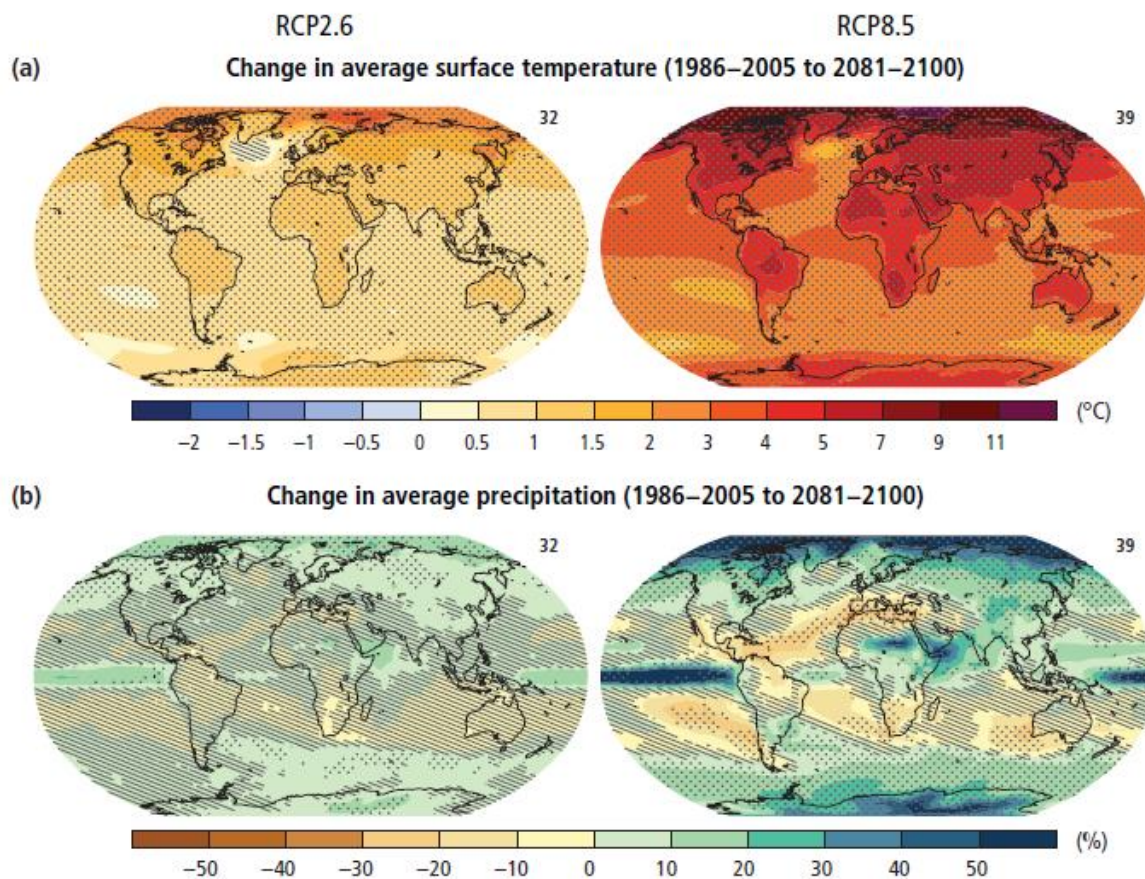 RCP2.6 RCP8.5
(a) Change in average surface temperature (1986–2005 to 2081–2100)
32 39
(°C)
−2 −1.5 −1 −0.5 0 0.5 1 1.5 2 3 4 5 7 9 11
(b) Change in average precipitation (1986–2005 to 2081–2100)
32 39
(%)
−50 −40 −30 −20 −10 0 10 20 30 40 50